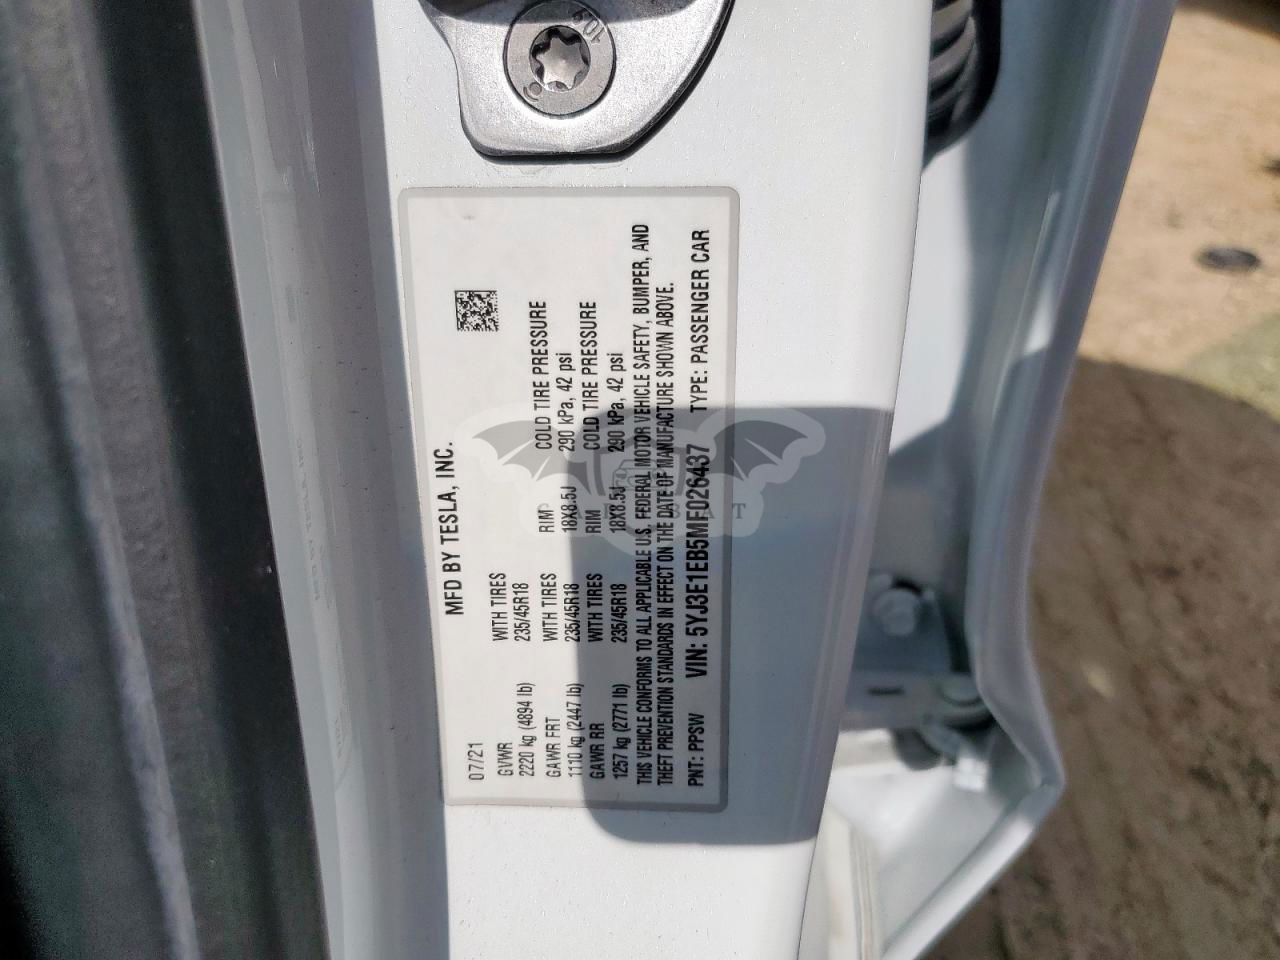 MFD BY TESLA, INC.
07/21
GVWR WITH TIRES RIM COLD TIRE PRESSURE
2220 kg (4894 lb) 235/45R18 18X8.5J 290 kPa, 42 psi
GAWR FRT WITH TIRES RIM COLD TIRE PRESSURE
1110 kg (2447 lb) 235/45R18
GAWR RR WITH TIRES
1257 kg (2771 lb) 235/45R18 18X8.5J 290 kPa, 42 psi
THIS VEHICLE CONFORMS TO ALL APPLICABLE U.S. FEDERAL MOTOR VEHICLE SAFETY, BUMPER, AND
THEFT PREVENTION STANDARDS IN EFFECT ON THE DATE OF MANUFACTURE SHOWN ABOVE.
PNT: PPSW VIN: 5YJ3E1EB5MF026437 TYPE: PASSENGER CAR
10.9
CARBAT